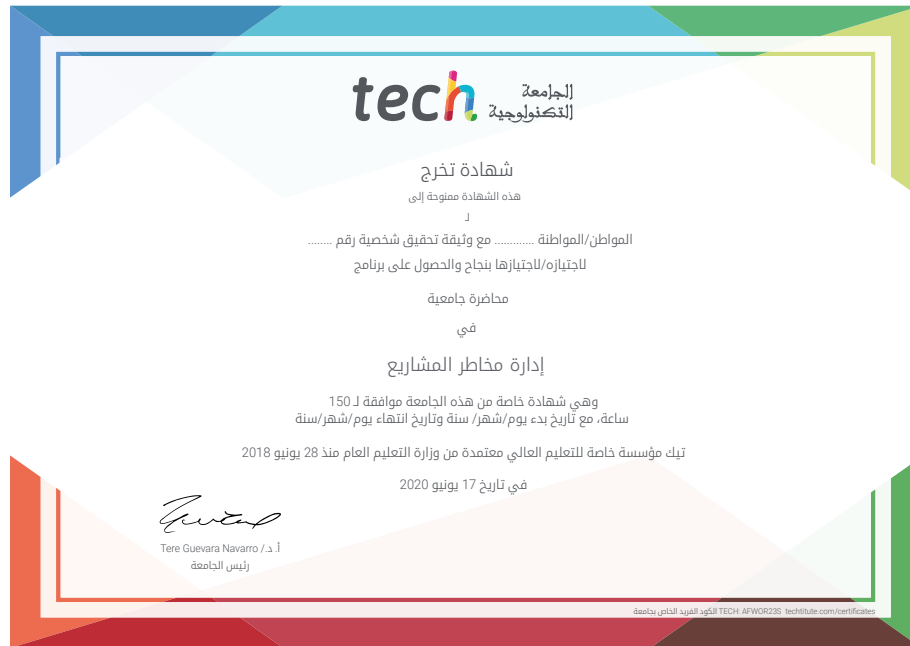 tech الجامعة
التكنولوجية
شهادة تخرج
هذه الشهادة ممنوحة إلى
لـ
المواطن/المواطنة ............ مع وثيقة تحقيق شخصية رقم ........
لاجتيازه/لاجتيازها بنجاح والحصول على برنامج
محاضرة جامعية
في
إدارة مخاطر المشاريع
وهي شهادة خاصة من هذه الجامعة موافقة لـ 150
ساعة، مع تاريخ بدء يوم/شهر/ سنة وتاريخ انتهاء يوم/شهر/سنة
تيك مؤسسة خاصة للتعليم العالي معتمدة من وزارة التعليم العام منذ 28 يونيو 2018
في تاريخ 17 يونيو 2020
أ. د./ Tere Guevara Navarro
رئيس الجامعة
الكود الفريد الخاص بجامعة TECH: AFWOR23S techtitute.com/certificates